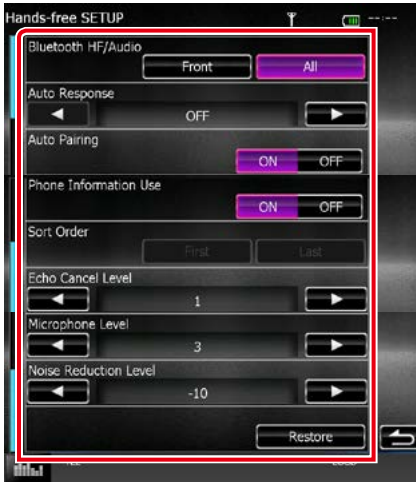 Hands-free SETUP
--:--
Bluetooth HF/Audio
Front All
Auto Response
OFF
Auto Pairing
ON OFF
Phone Information Use
ON OFF
Sort Order
First Last
Echo Cancel Level
1
Microphone Level
3
Noise Reduction Level
-10
Restore